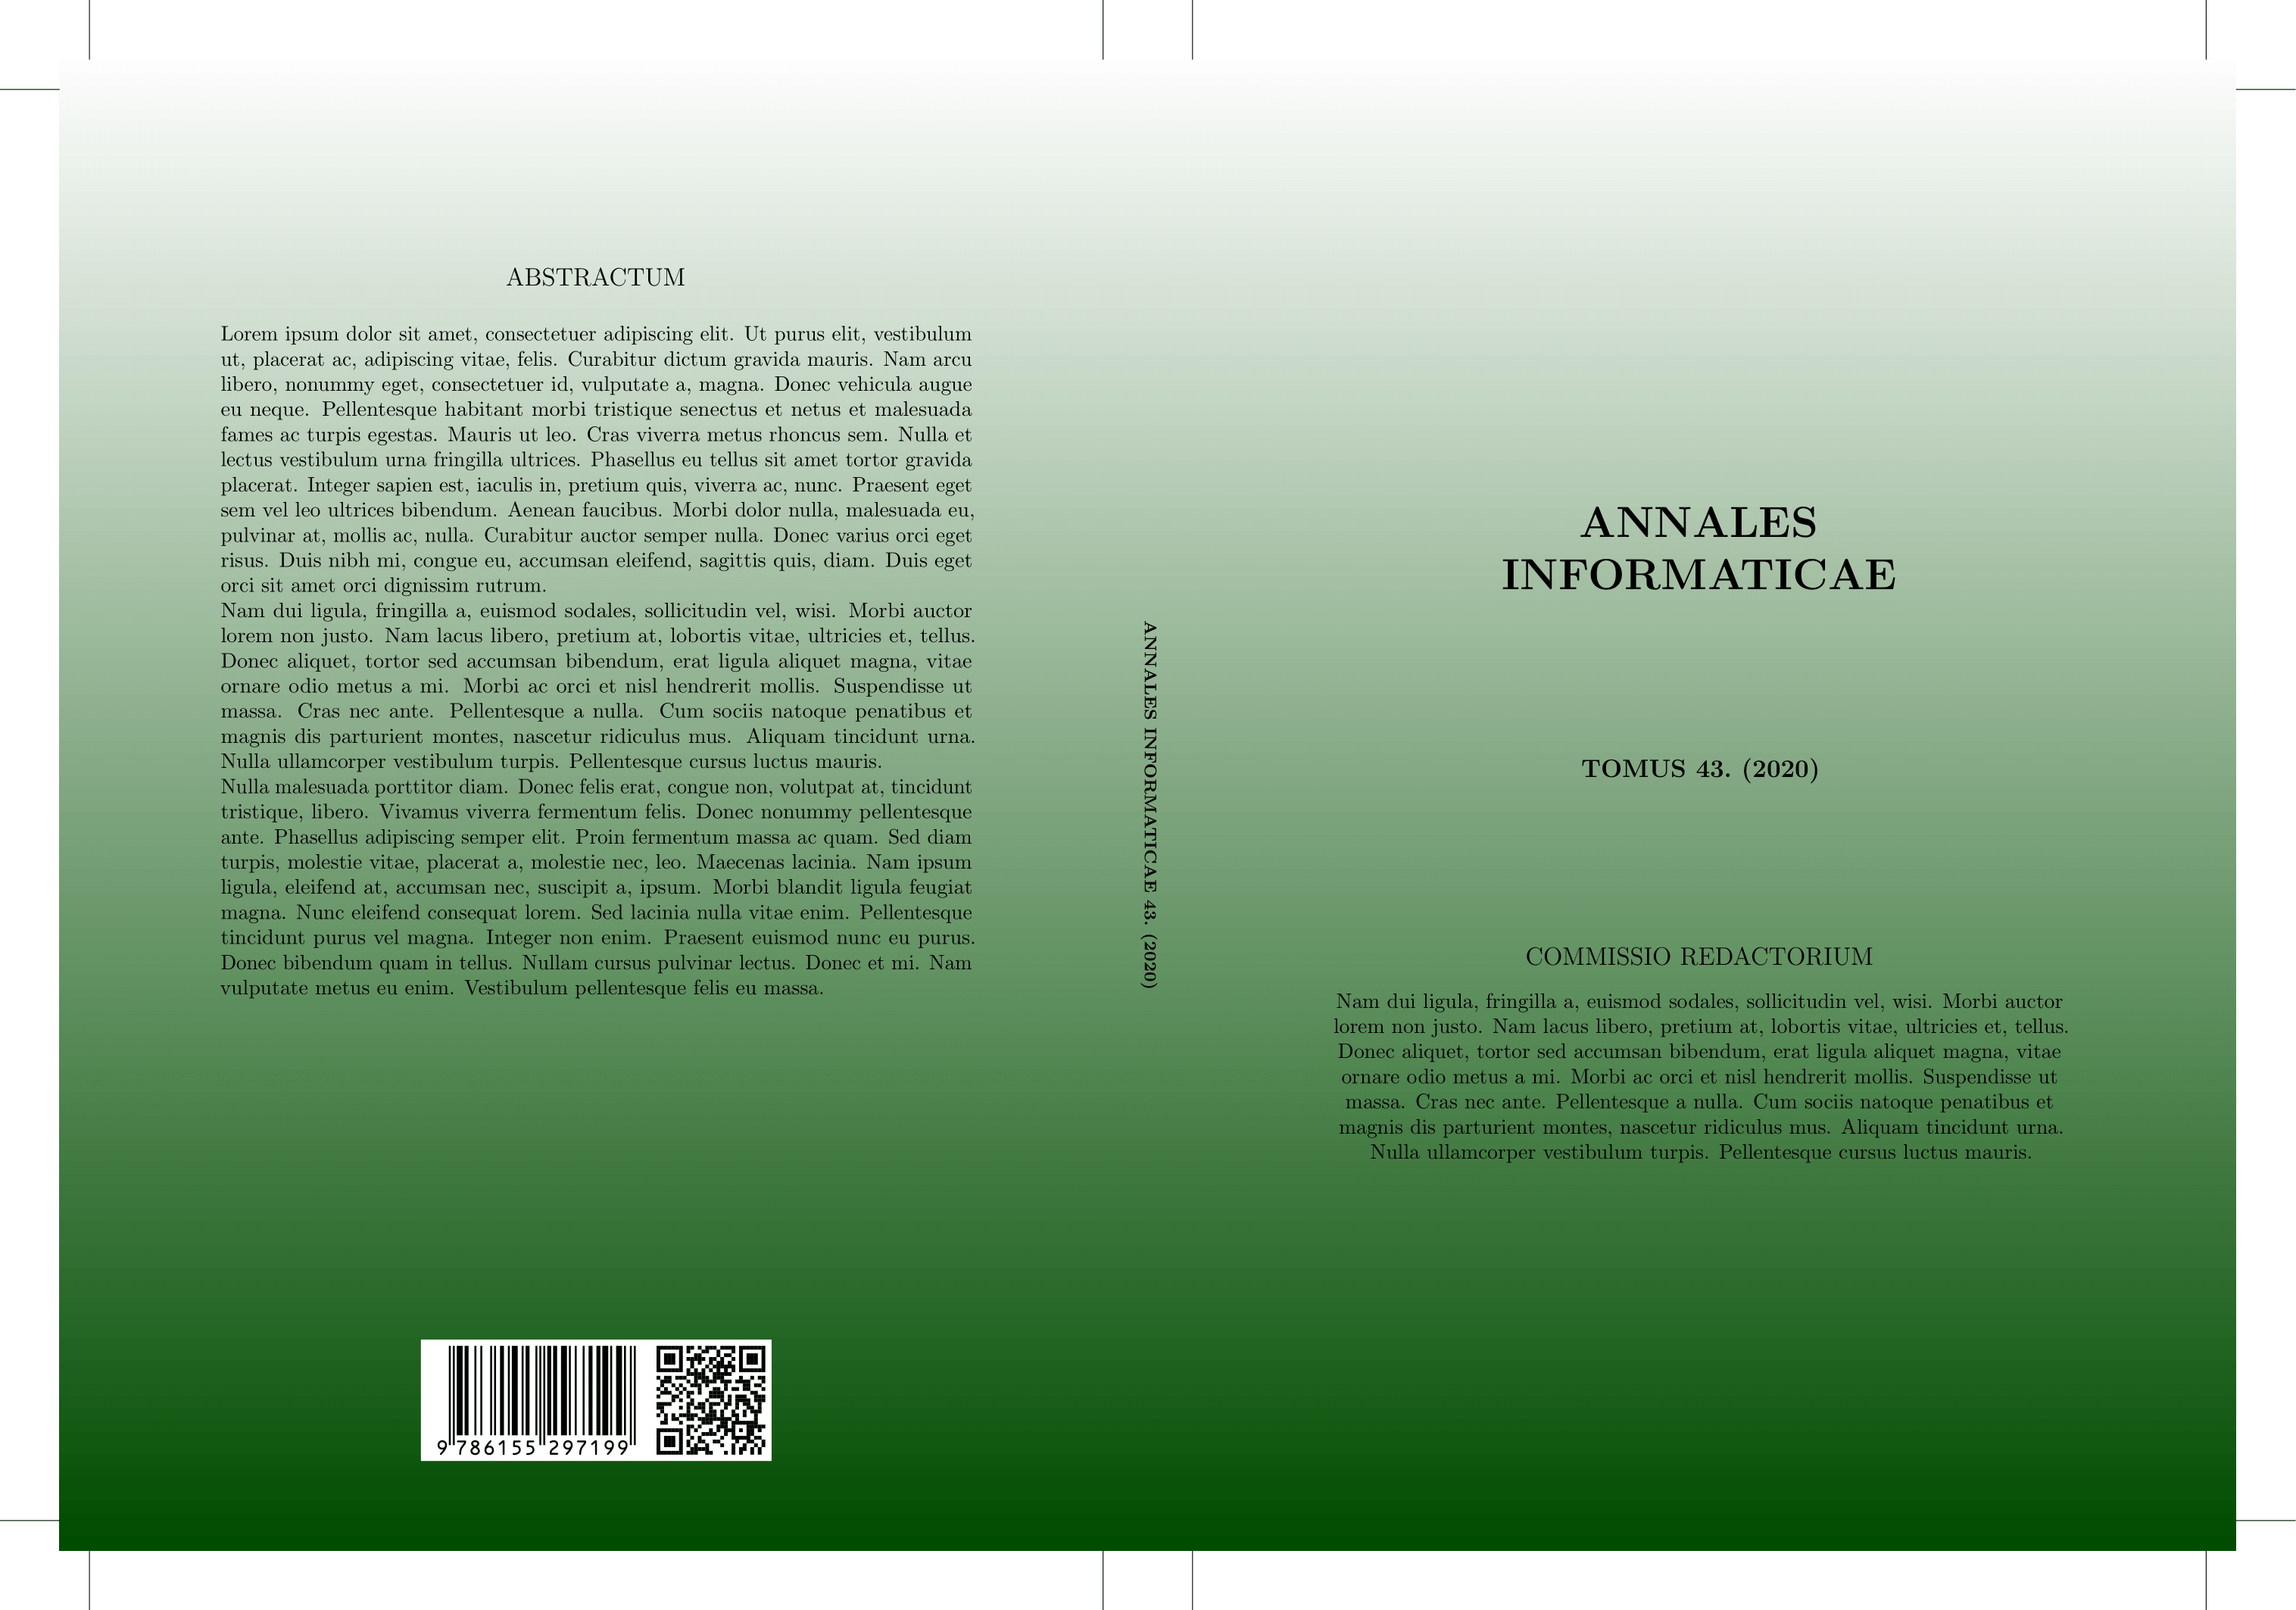 ABSTRACTUM
Lorem ipsum dolor sit amet, consectetuer adipiscing elit. Ut purus elit, vestibulum
ut, placerat ac, adipiscing vitae, felis. Curabitur dictum gravida mauris. Nam arcu
libero, nonummy eget, consectetuer id, vulputate a, magna. Donec vehicula augue
eu neque. Pellentesque habitant morbi tristique senectus et netus et malesuada
fames ac turpis egestas. Mauris ut leo. Cras viverra metus rhoncus sem. Nulla et
lectus vestibulum urna fringilla ultrices. Phasellus eu tellus sit amet tortor gravida
placerat. Integer sapien est, iaculis in, pretium quis, viverra ac, nunc. Praesent eget
sem vel leo ultrices bibendum. Aenean faucibus. Morbi dolor nulla, malesuada eu,
pulvinar at, mollis ac, nulla. Curabitur auctor semper nulla. Donec varius orci eget
risus. Duis nibh mi, congue eu, accumsan eleifend, sagittis quis, diam. Duis eget
orci sit amet orci dignissim rutrum.
Nam dui ligula, fringilla a, euismod sodales, sollicitudin vel, wisi. Morbi auctor
lorem non justo. Nam lacus libero, pretium at, lobortis vitae, ultricies et, tellus.
Donec aliquet, tortor sed accumsan bibendum, erat ligula aliquet magna, vitae
ornare odio metus a mi. Morbi ac orci et nisl hendrerit mollis. Suspendisse ut
massa. Cras nec ante. Pellentesque a nulla. Cum sociis natoque penatibus et
magnis dis parturient montes, nascetur ridiculus mus. Aliquam tincidunt urna.
Nulla ullamcorper vestibulum turpis. Pellentesque cursus luctus mauris.
Nulla malesuada porttitor diam. Donec felis erat, congue non, volutpat at, tincidunt
tristique, libero. Vivamus viverra fermentum felis. Donec nonummy pellentesque
ante. Phasellus adipiscing semper elit. Proin fermentum massa ac quam. Sed diam
turpis, molestie vitae, placerat a, molestie nec, leo. Maecenas lacinia. Nam ipsum
ligula, eleifend at, accumsan nec, suscipit a, ipsum. Morbi blandit ligula feugiat
magna. Nunc eleifend consequat lorem. Sed lacinia nulla vitae enim. Pellentesque
tincidunt purus vel magna. Integer non enim. Praesent euismod nunc eu purus.
Donec bibendum quam in tellus. Nullam cursus pulvinar lectus. Donec et mi. Nam
vulputate metus eu enim. Vestibulum pellentesque felis eu massa.
9 786155 297199
ANNALES INFORMATICAE 43. (2020)
ANNALES
INFORMATICAE
TOMUS 43. (2020)
COMMISSIO REDACTORIUM
Nam dui ligula, fringilla a, euismod sodales, sollicitudin vel, wisi. Morbi auctor
lorem non justo. Nam lacus libero, pretium at, lobortis vitae, ultricies et, tellus.
Donec aliquet, tortor sed accumsan bibendum, erat ligula aliquet magna, vitae
ornare odio metus a mi. Morbi ac orci et nisl hendrerit mollis. Suspendisse ut
massa. Cras nec ante. Pellentesque a nulla. Cum sociis natoque penatibus et
magnis dis parturient montes, nascetur ridiculus mus. Aliquam tincidunt urna.
Nulla ullamcorper vestibulum turpis. Pellentesque cursus luctus mauris.